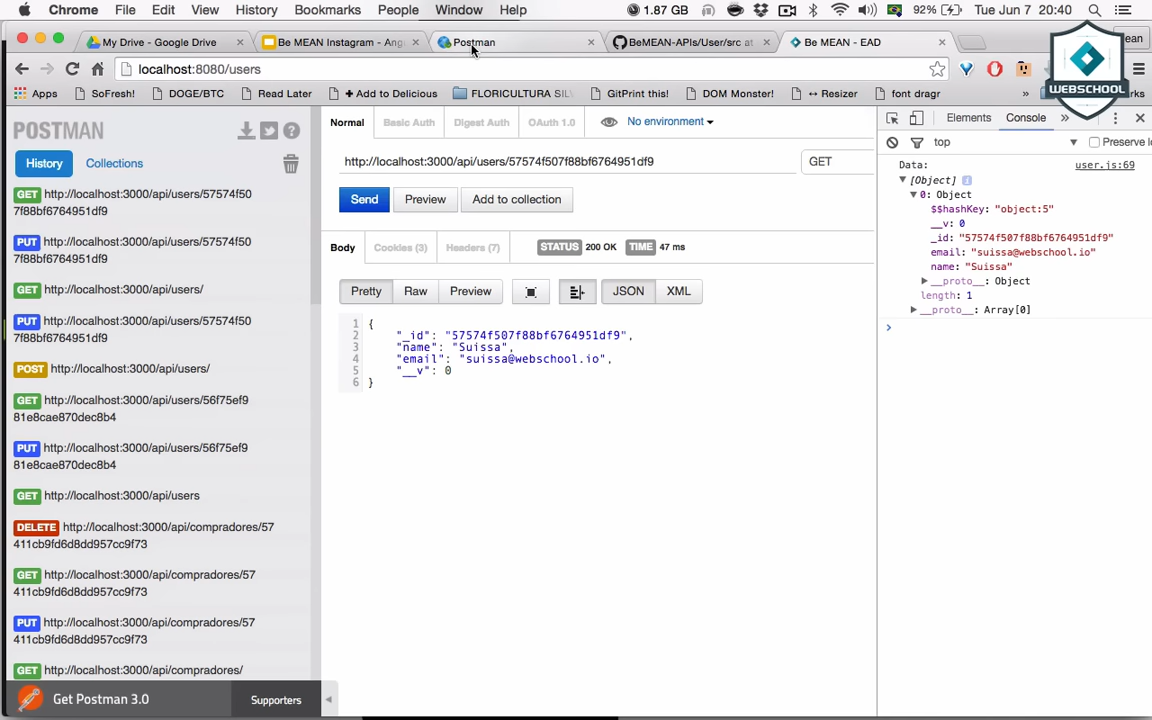 Chrome File Edit View History Bookmarks People Window Help 1.87 GB 92% Tue Jun 7 20:40
My Drive - Google Drive
Be MEAN Instagram - Ang
Postman
BeMEAN-APIs/User/src at
Be MEAN - EAD
ean
localhost:8080/users
WEBSCHOOL
Apps SoFresh! DOGE/BTC Read Later + Add to Delicious FLORICULTURA SIL GitPrint this! DOM Monster! ↔ Resizer font dragr »
POSTMAN
History Collections
GET http://localhost:3000/api/users/57574f50
7f88bf6764951df9
PUT http://localhost:3000/api/users/57574f50
7f88bf6764951df9
GET http://localhost:3000/api/users/
PUT http://localhost:3000/api/users/57574f50
7f88bf6764951df9
POST http://localhost:3000/api/users/
GET http://localhost:3000/api/users/56f75ef9
81e8cae870dec8b4
PUT http://localhost:3000/api/users/56f75ef9
81e8cae870dec8b4
GET http://localhost:3000/api/users
DELETE http://localhost:3000/api/compradores/57
411cb9fd6d8dd957cc9f73
GET http://localhost:3000/api/compradores/57
411cb9fd6d8dd957cc9f73
PUT http://localhost:3000/api/compradores/57
411cb9fd6d8dd957cc9f73
GET http://localhost:3000/api/compradores/
Get Postman 3.0 Supporters
Normal Basic Auth Digest Auth OAuth 1.0 No environment
http://localhost:3000/api/users/57574f507f88bf6764951df9 GET
Send Preview Add to collection
Body Cookies (3) Headers (7) STATUS 200 OK TIME 47 ms
Pretty Raw Preview JSON XML
1 {
2 "_id": "57574f507f88bf6764951df9",
3 "name": "Suissa",
4 "email": "suissa@webschool.io",
5 "__v": 0
6 }
Elements Console »
top Preserve lo
Data: user.js:69
[Object]
0: Object
$$hashKey: "object:5"
__v: 0
_id: "57574f507f88bf6764951df9"
email: "suissa@webschool.io"
name: "Suissa"
__proto__: Object
length: 1
__proto__: Array[0]